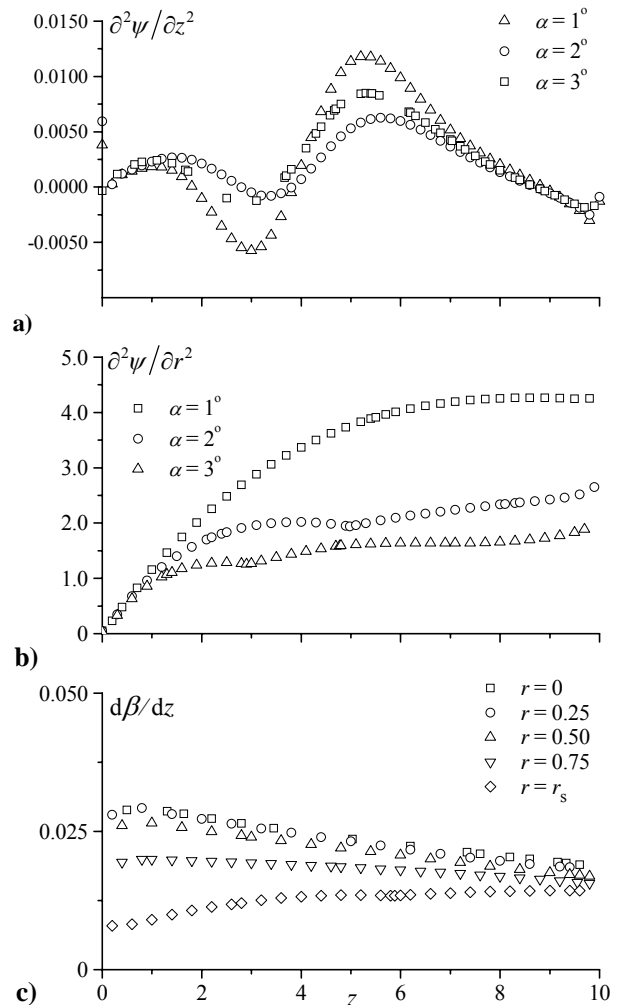 0.0150
∂²ψ/∂z²
α = 1°
0.0100
α = 2°
α = 3°
0.0050
0.0000
-0.0050
a)
5.0
∂²ψ/∂r²
4.0
α = 1°
α = 2°
3.0
α = 3°
2.0
1.0
0
b)
0.050
dβ/dz
r = 0
r = 0.25
r = 0.50
r = 0.75
r = rₛ
0.025
0
0 2 4 6 8 10
c)
z